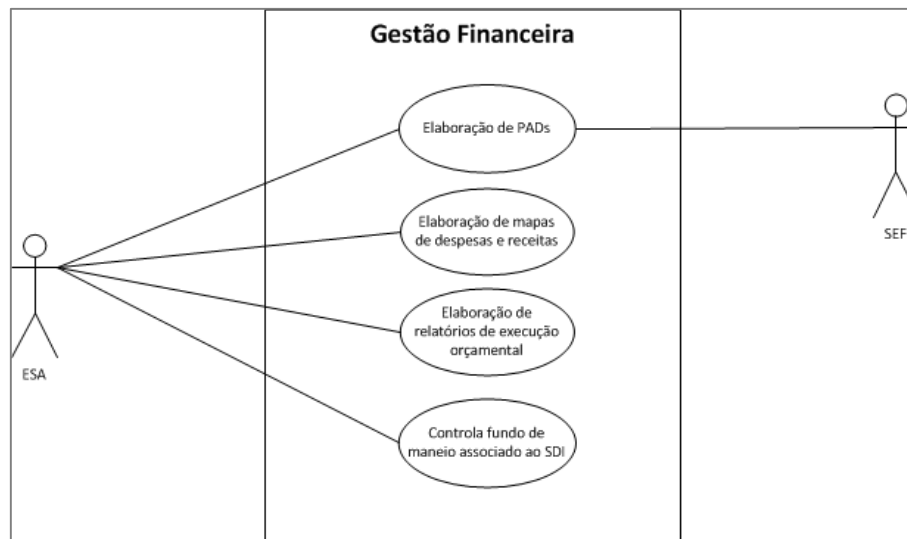 Gestão Financeira
Elaboração de PADs
Elaboração de mapas
de despesas e receitas
Elaboração de
relatórios de execução
orçamental
Controla fundo de
maneio associado ao SDI
ESA
SEF